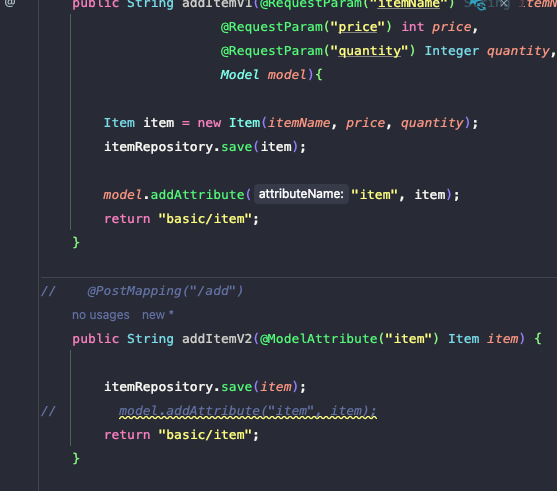 @
public String addItemV1(@RequestParam("itemName") String itemN
@RequestParam("price") int price,
@RequestParam("quantity") Integer quantity,
Model model){
Item item = new Item(itemName, price, quantity);
itemRepository.save(item);
model.addAttribute( attributeName: "item", item);
return "basic/item";
}
//    @PostMapping("/add")
no usages   new *
public String addItemV2(@ModelAttribute("item") Item item) {
itemRepository.save(item);
//        model.addAttribute("item", item);
return "basic/item";
}